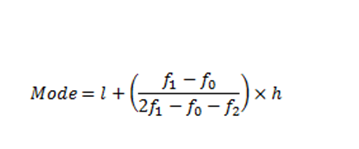 Mode = l + (f₁ − f₀ / 2f₁ − f₀ − f₂) × h